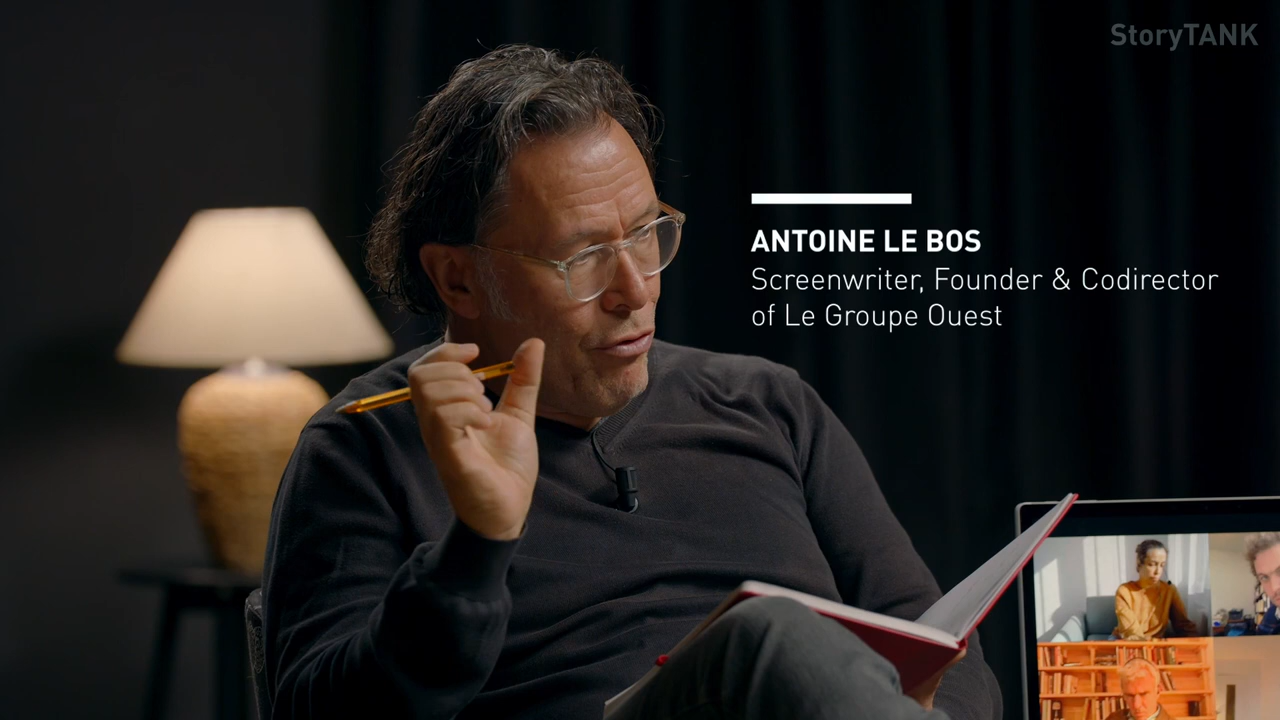 StoryTANK
ANTOINE LE BOS
Screenwriter, Founder & Codirector
of Le Groupe Ouest